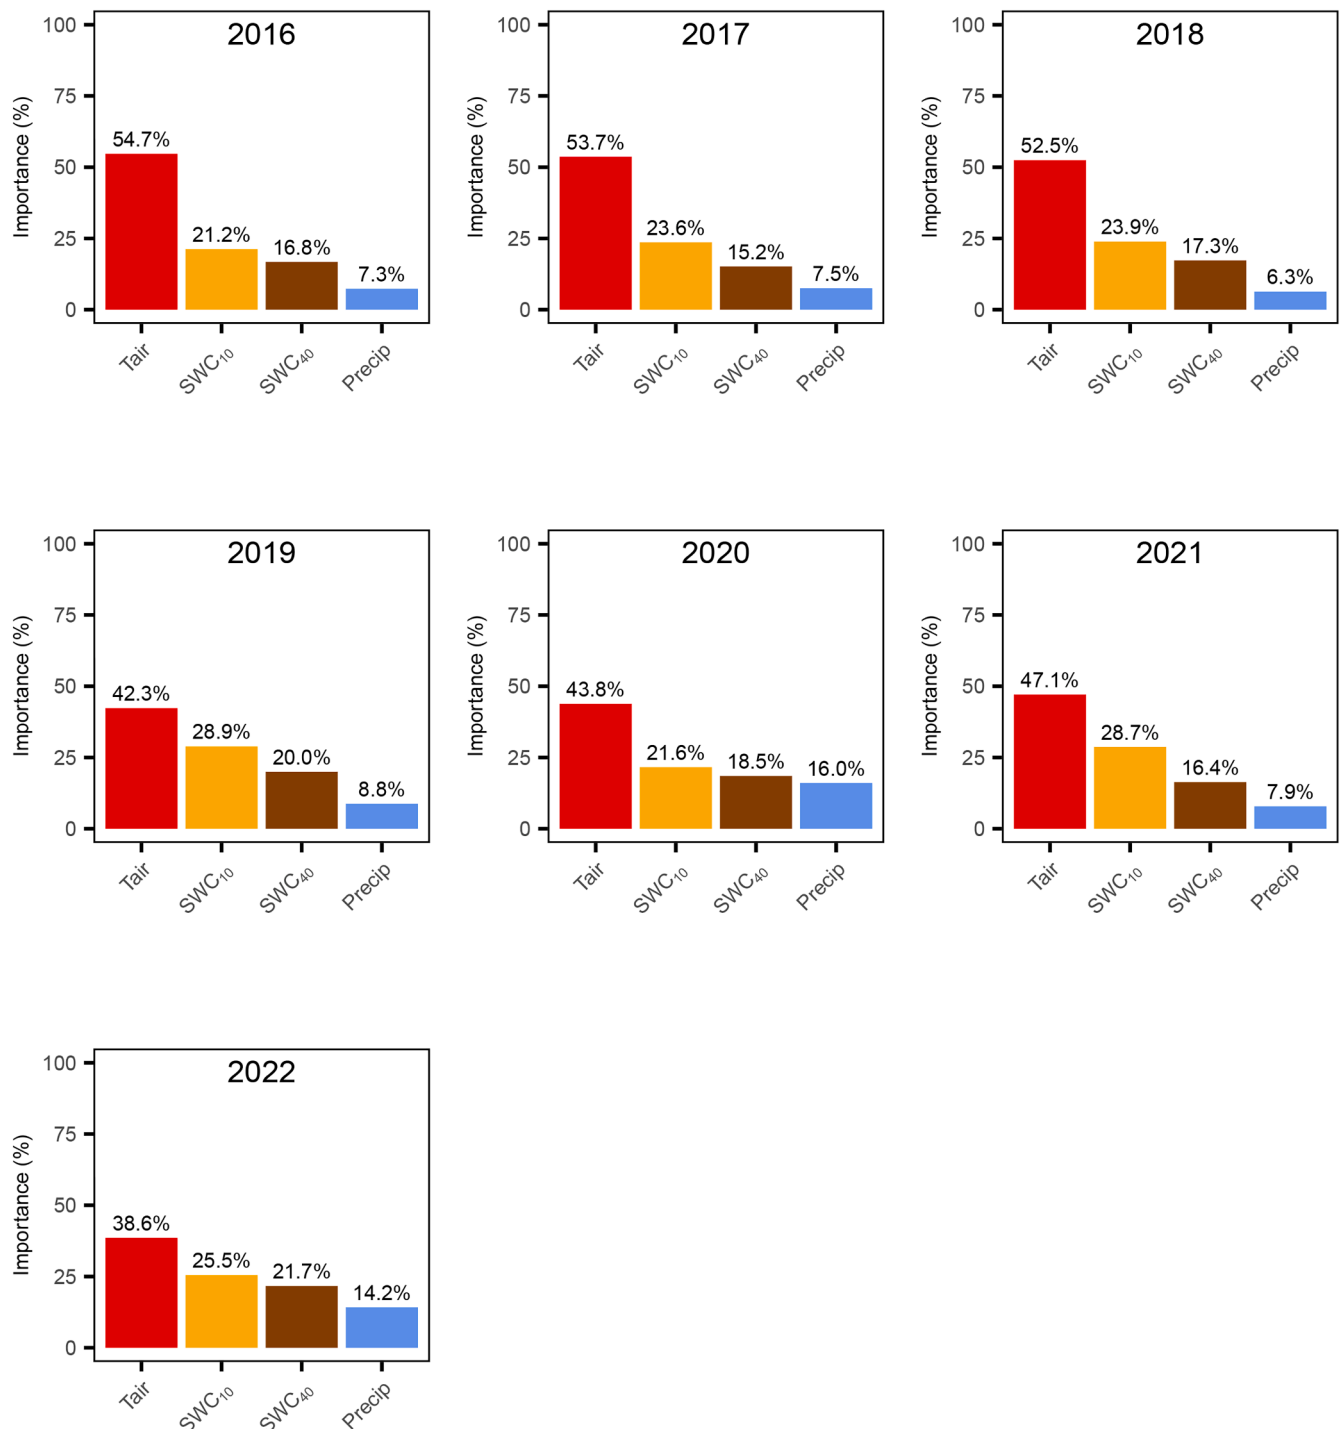 2016
Importance (%)
100
75
50
25
0
54.7%
21.2%
16.8%
7.3%
Tair
SWC₁₀
SWC₄₀
Precip
2017
Importance (%)
100
75
50
25
0
53.7%
23.6%
15.2%
7.5%
Tair
SWC₁₀
SWC₄₀
Precip
2018
Importance (%)
100
75
50
25
0
52.5%
23.9%
17.3%
6.3%
Tair
SWC₁₀
SWC₄₀
Precip
2019
Importance (%)
100
75
50
25
0
42.3%
28.9%
20.0%
8.8%
Tair
SWC₁₀
SWC₄₀
Precip
2020
Importance (%)
100
75
50
25
0
43.8%
21.6%
18.5%
16.0%
Tair
SWC₁₀
SWC₄₀
Precip
2021
Importance (%)
100
75
50
25
0
47.1%
28.7%
16.4%
7.9%
Tair
SWC₁₀
SWC₄₀
Precip
2022
Importance (%)
100
75
50
25
0
38.6%
25.5%
21.7%
14.2%
Tair
SWC₁₀
SWC₄₀
Precip